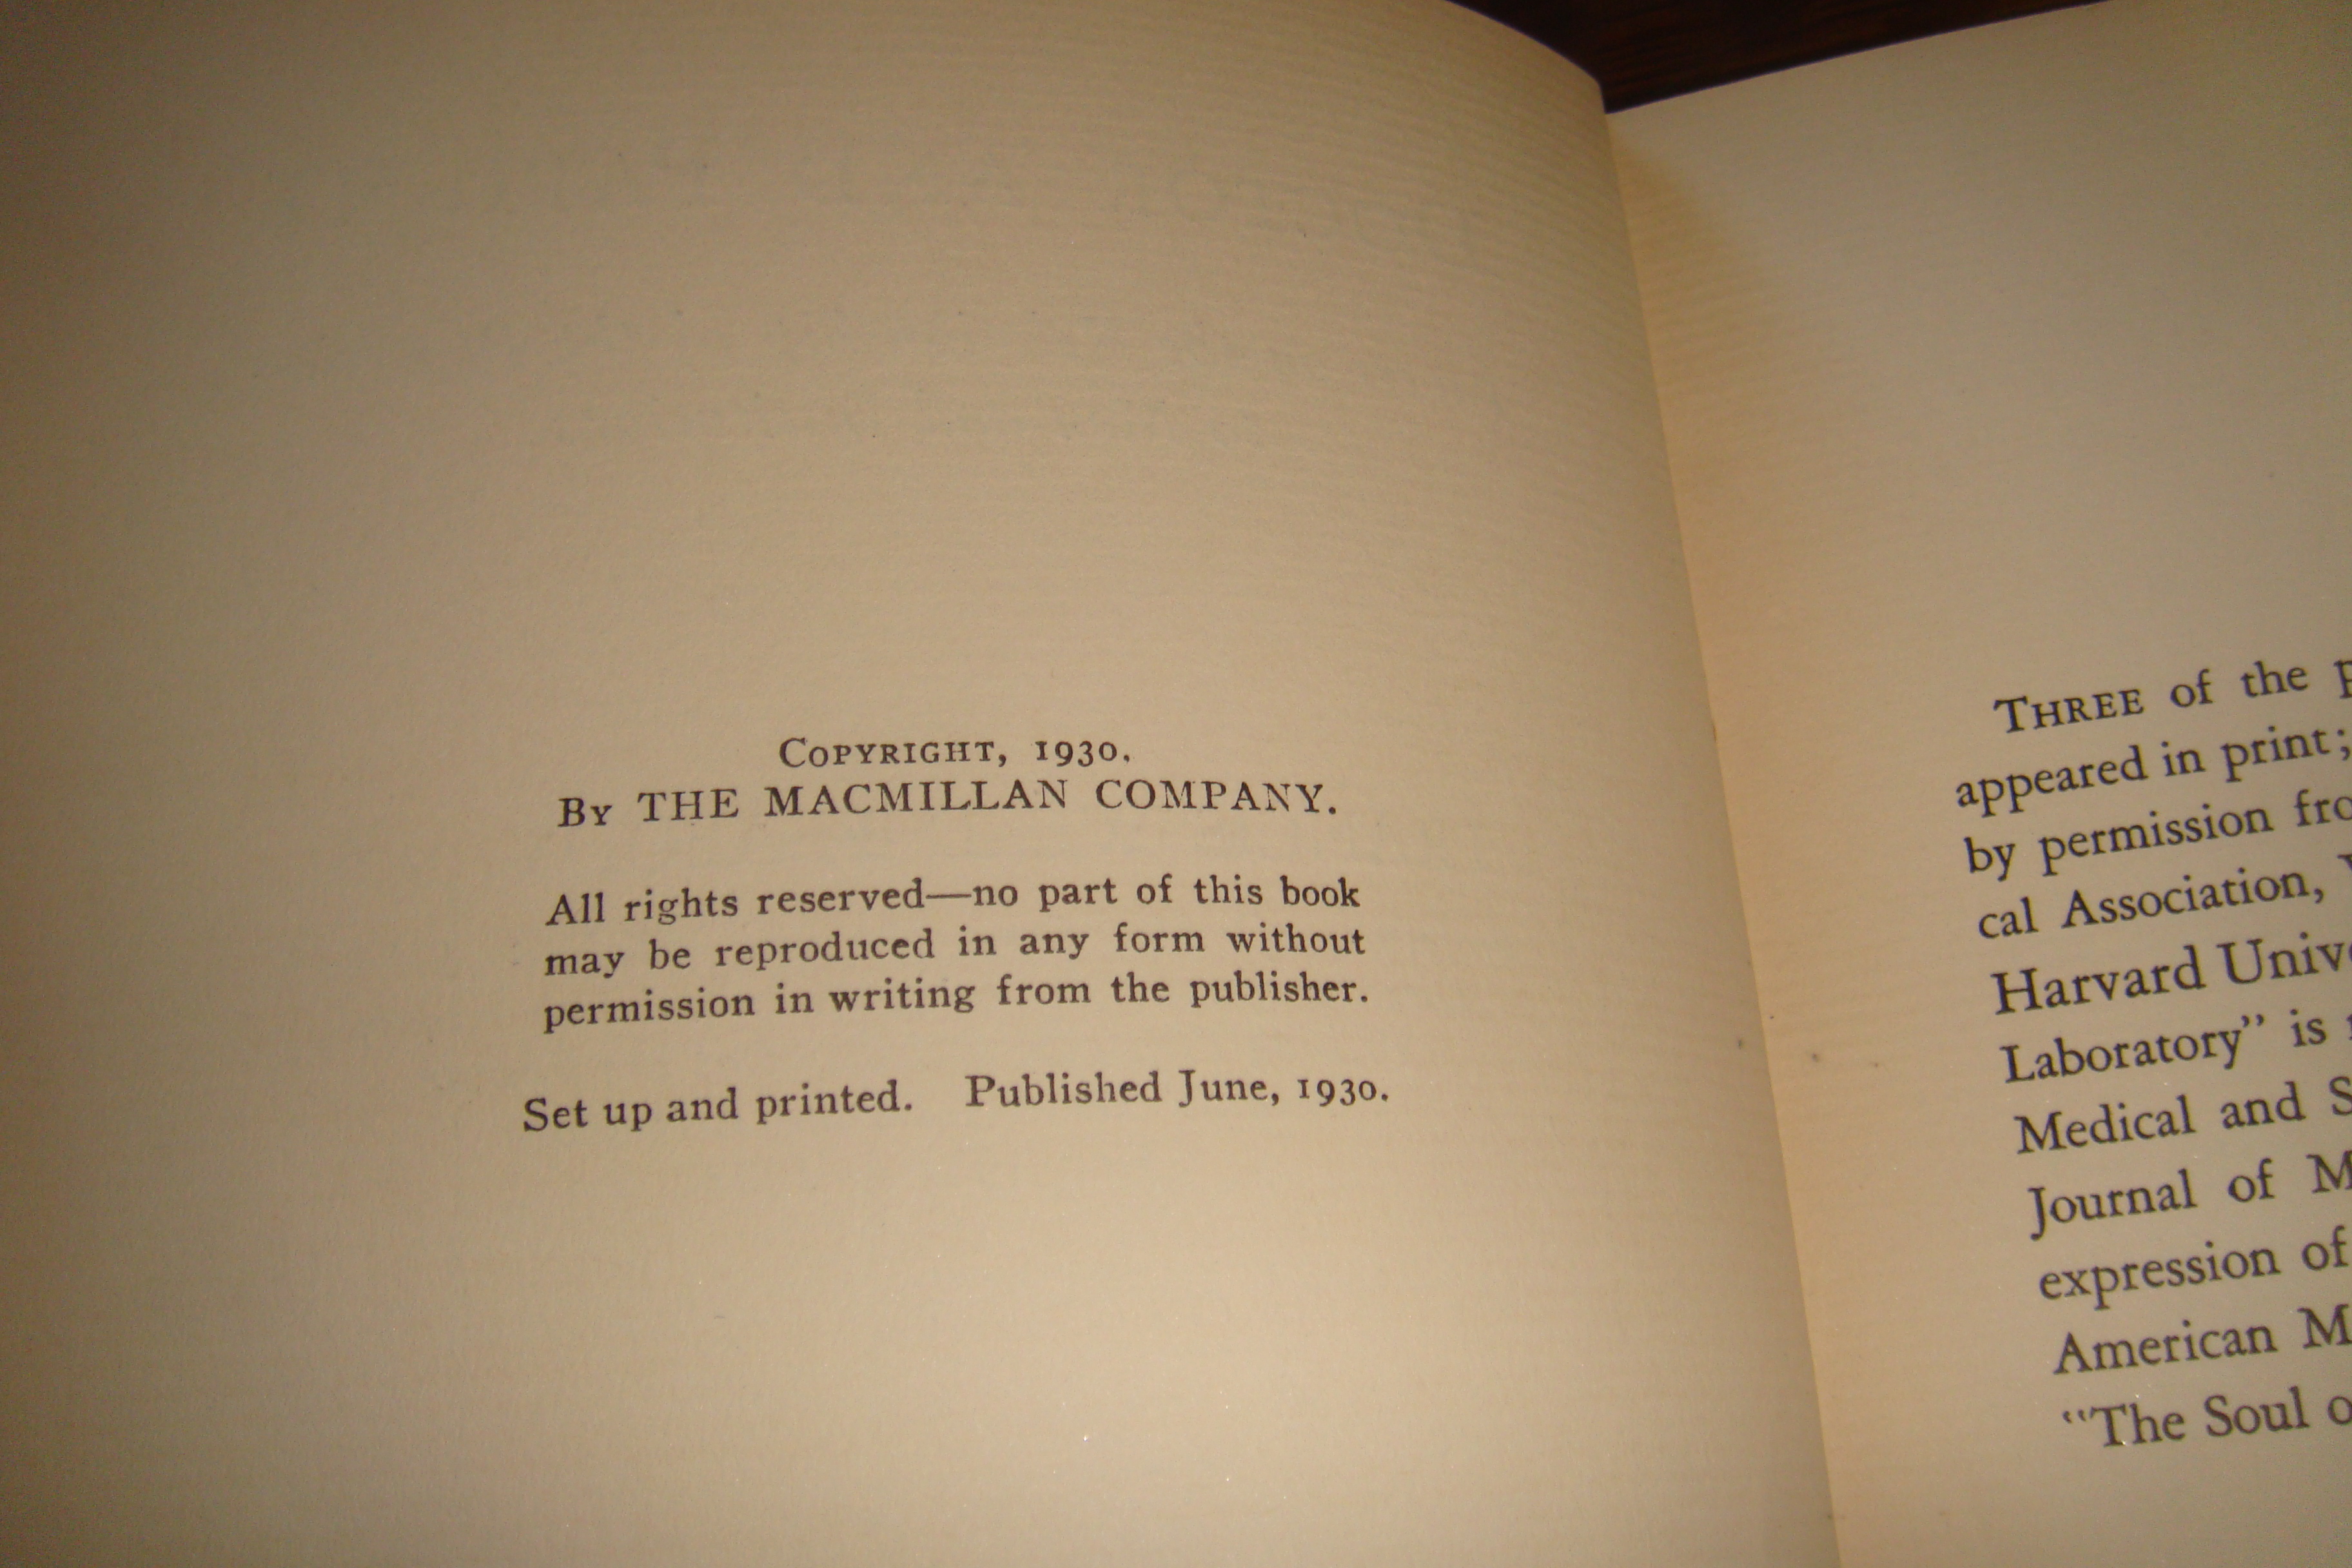 COPYRIGHT, 1930.
BY THE MACMILLAN COMPANY.
All rights reserved—no part of this book
may be reproduced in any form without
permission in writing from the publisher.
Set up and printed. Published June, 1930.
THREE of the
appeared in print;
by permission
cal Association,
Harvard
Laboratory” is
Medical and
Journal of
expression of
American
“The Soul